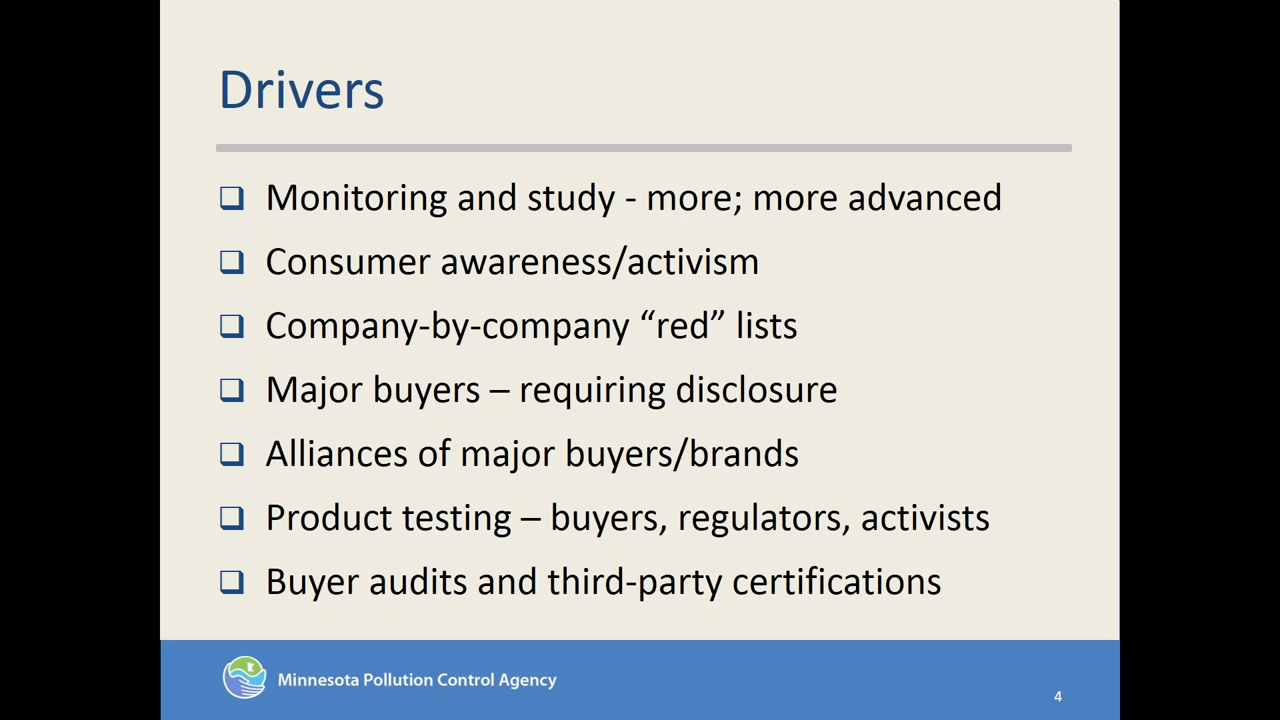 Drivers
Monitoring and study - more; more advanced
Consumer awareness/activism
Company-by-company “red” lists
Major buyers – requiring disclosure
Alliances of major buyers/brands
Product testing – buyers, regulators, activists
Buyer audits and third-party certifications
Minnesota Pollution Control Agency
4